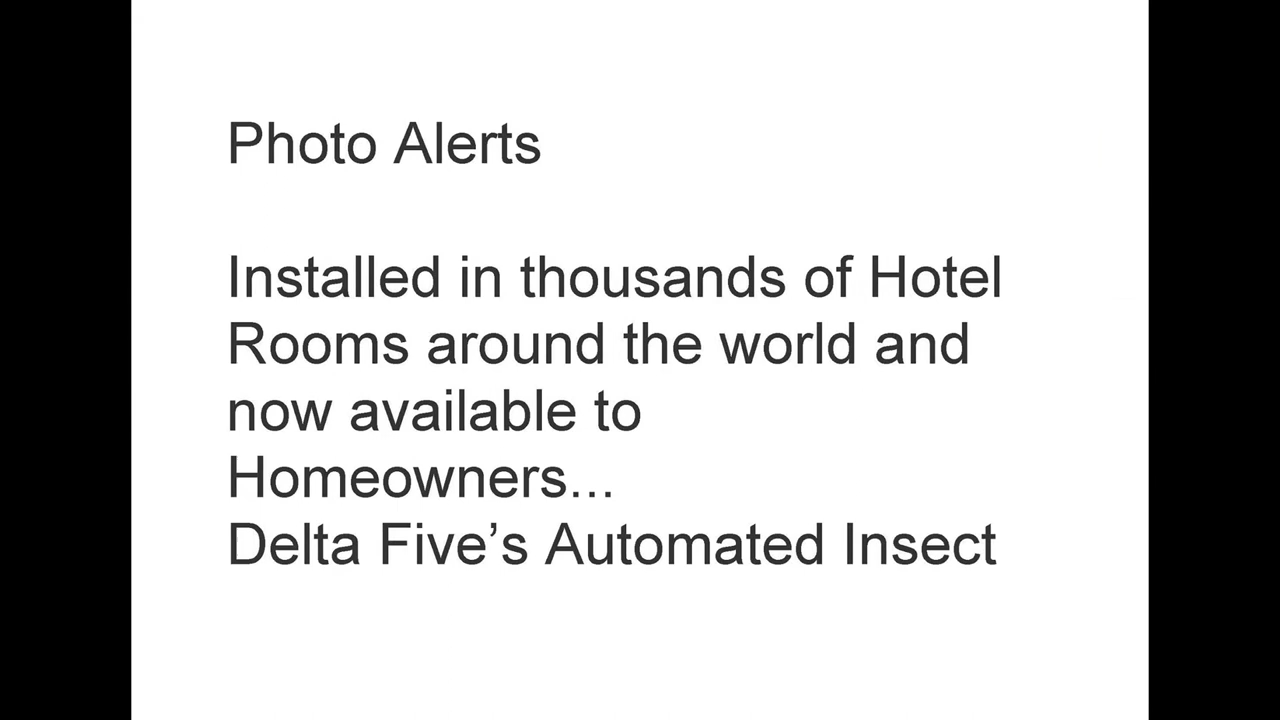 Photo Alerts
Installed in thousands of Hotel
Rooms around the world and
now available to
Homeowners...
Delta Five’s Automated Insect